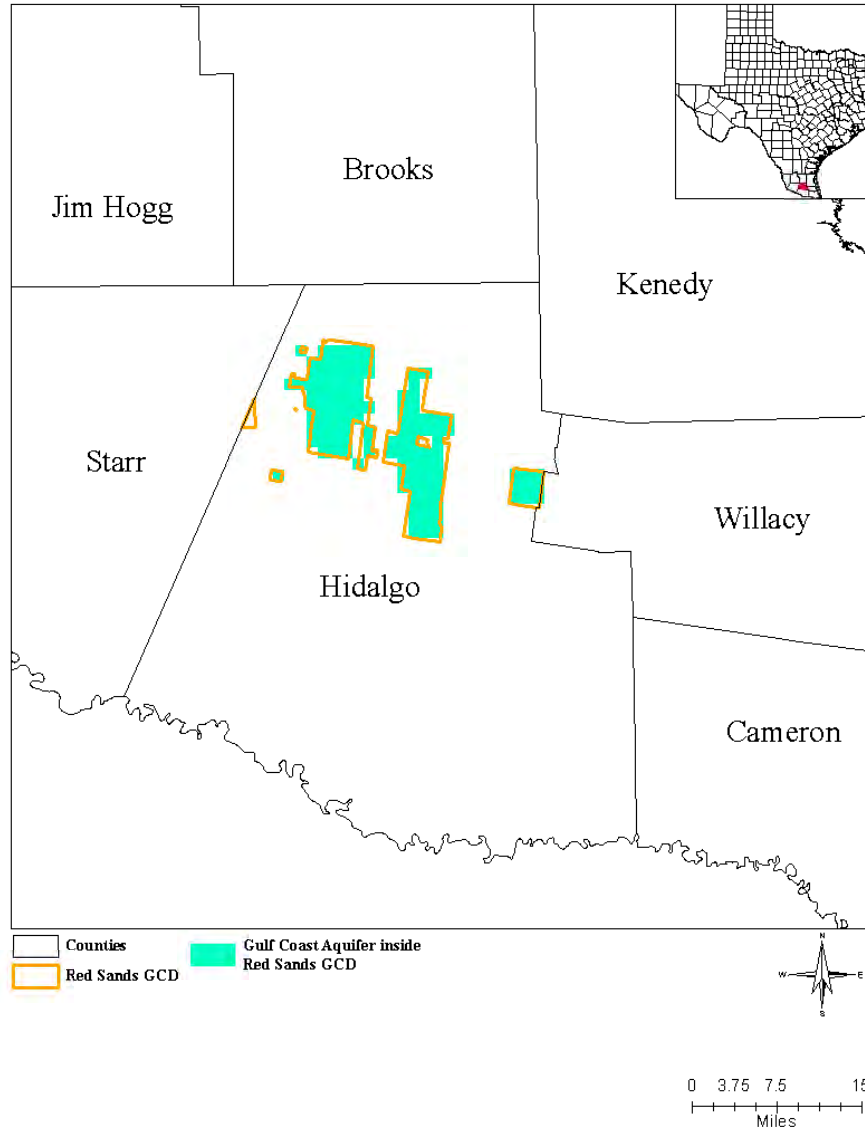 Brooks
Jim Hogg
Kenedy
Starr
Willacy
Hidalgo
Cameron
Counties
Red Sands GCD
Gulf Coast Aquifer inside
Red Sands GCD
N
W
E
S
0 3.75 7.5 15
Miles